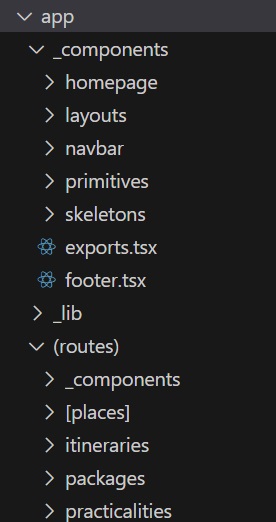 app
_components
homepage
layouts
navbar
primitives
skeletons
exports.tsx
footer.tsx
_lib
(routes)
_components
[places]
itineraries
packages
practicalities